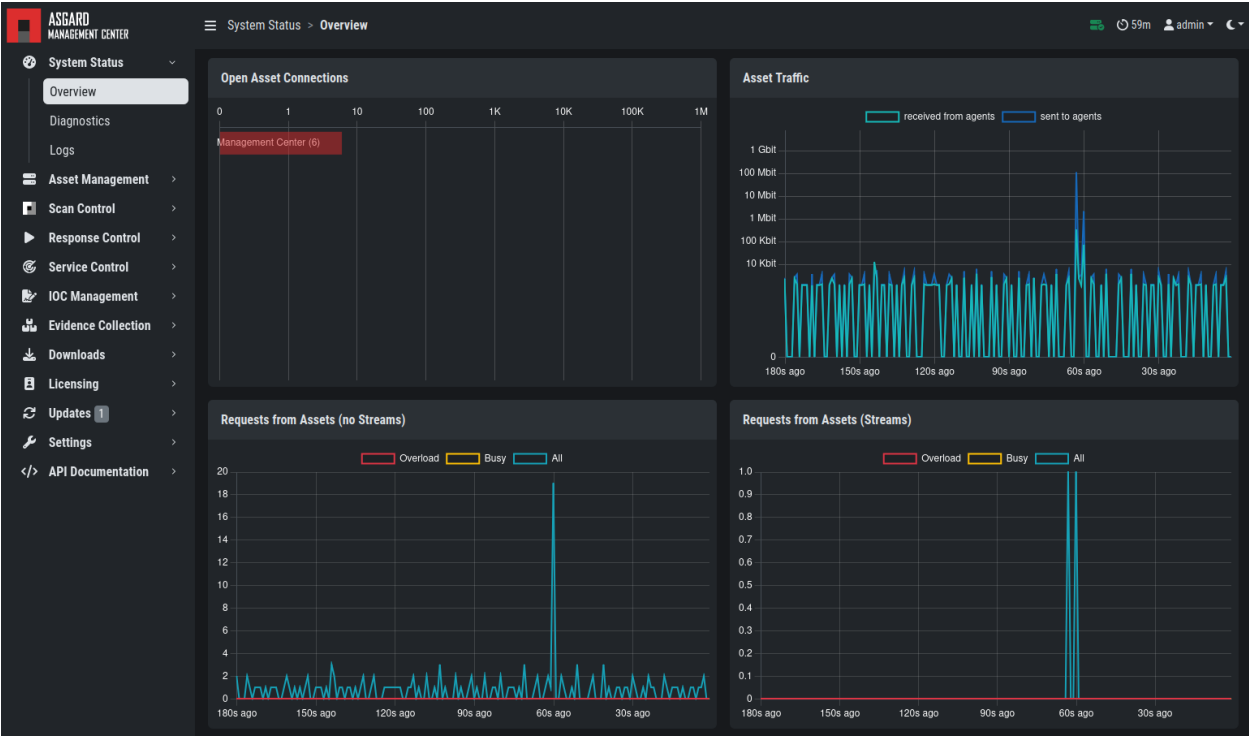 ASGARD
MANAGEMENT CENTER
System Status > Overview
59m
admin
System Status
Overview
Diagnostics
Logs
Asset Management
Scan Control
Response Control
Service Control
IOC Management
Evidence Collection
Downloads
Licensing
Updates 1
Settings
</> API Documentation
Open Asset Connections
0 1 10 100 1K 10K 100K 1M
Management Center (6)
Asset Traffic
received from agents sent to agents
1 Gbit
100 Mbit
10 Mbit
1 Mbit
100 Kbit
10 Kbit
0
180s ago 150s ago 120s ago 90s ago 60s ago 30s ago
Requests from Assets (no Streams)
Overload Busy All
20
18
16
14
12
10
8
6
4
2
0
180s ago 150s ago 120s ago 90s ago 60s ago 30s ago
Requests from Assets (Streams)
Overload Busy All
1.0
0.9
0.8
0.7
0.6
0.5
0.4
0.3
0.2
0.1
0
180s ago 150s ago 120s ago 90s ago 60s ago 30s ago